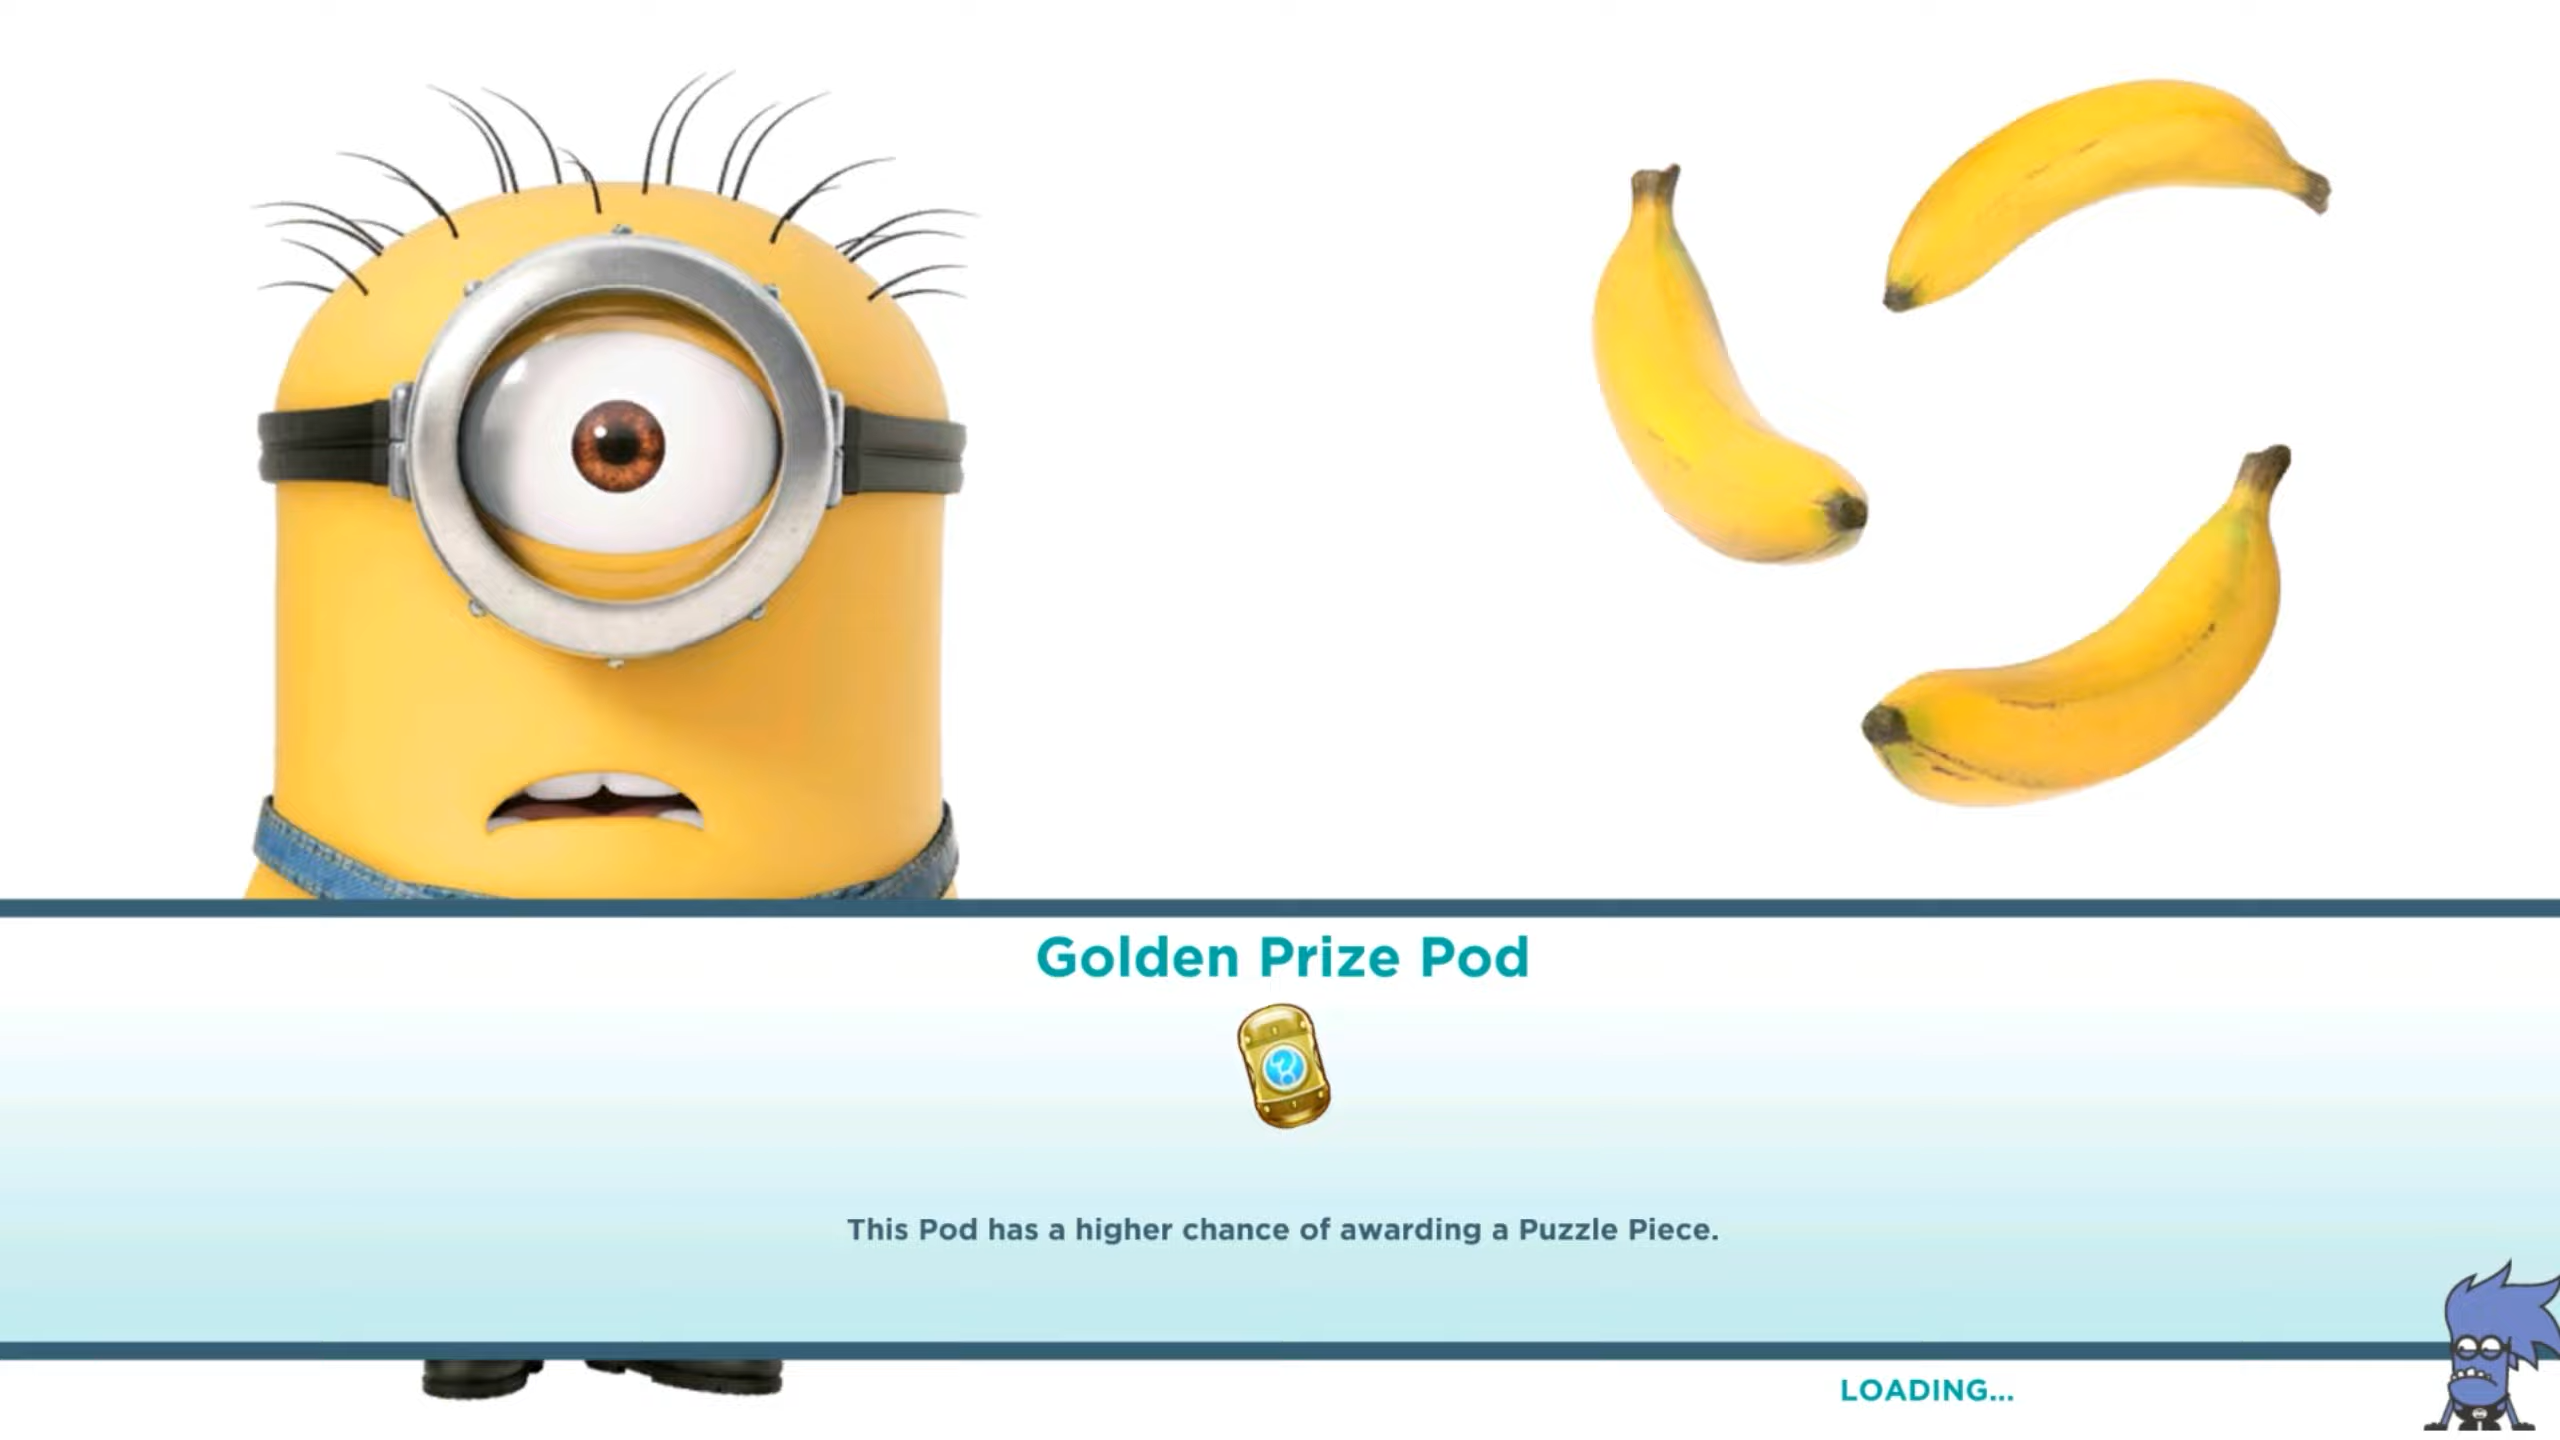 Golden Prize Pod
This Pod has a higher chance of awarding a Puzzle Piece.
LOADING...